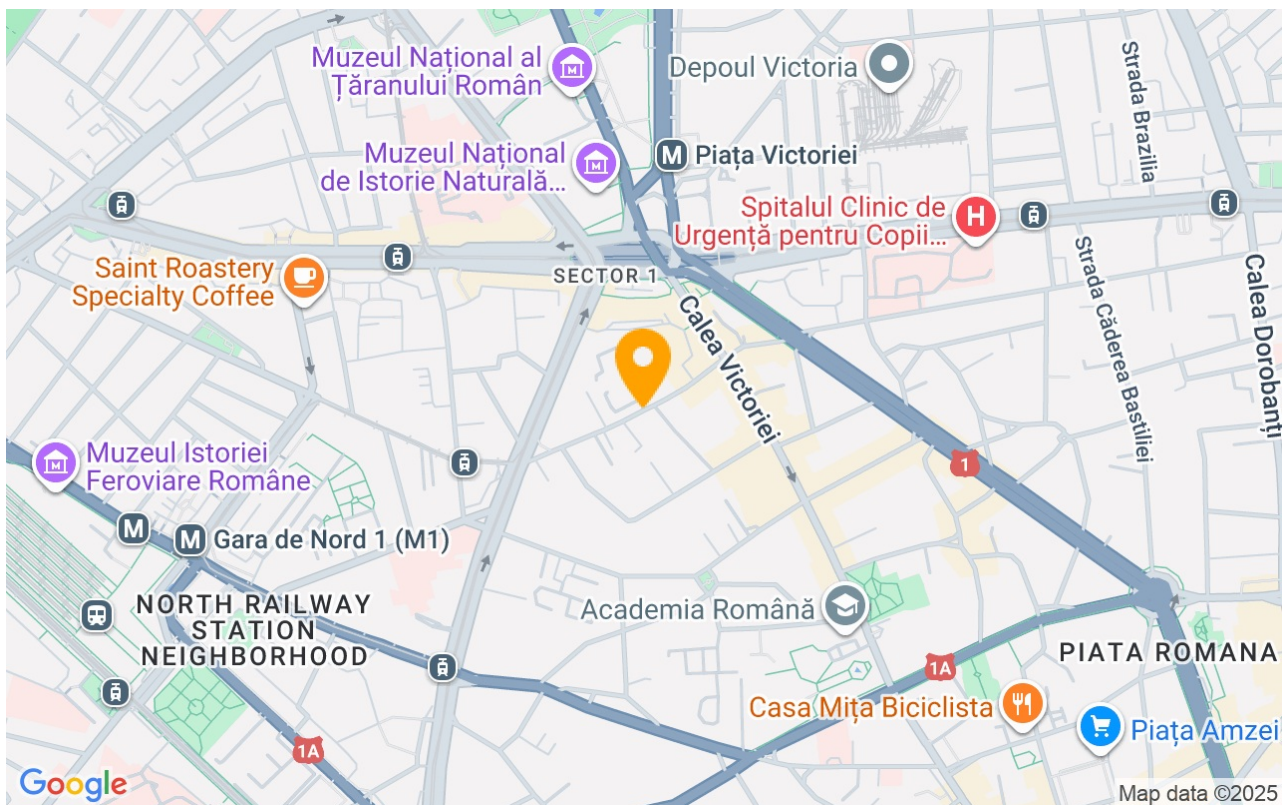 Muzeul Național al
Țăranului Român
Depoul Victoria
Strada Brazilia
Muzeul Național
de Istorie Naturală...
M
Piața Victoriei
Spitalul Clinic de
Urgență pentru Copii...
H
Saint Roastery
Specialty Coffee
SECTOR 1
Calea Victoriei
Strada Căderea Bastiliei
Calea Dorobanți
Muzeul Istoriei
Feroviare Române
1
M
M
Gara de Nord 1 (M1)
NORTH RAILWAY
STATION
NEIGHBORHOOD
Academia Română
PIATA ROMANA
1A
Casa Mița Biciclista
Piața Amzei
1A
Google
Map data ©2025